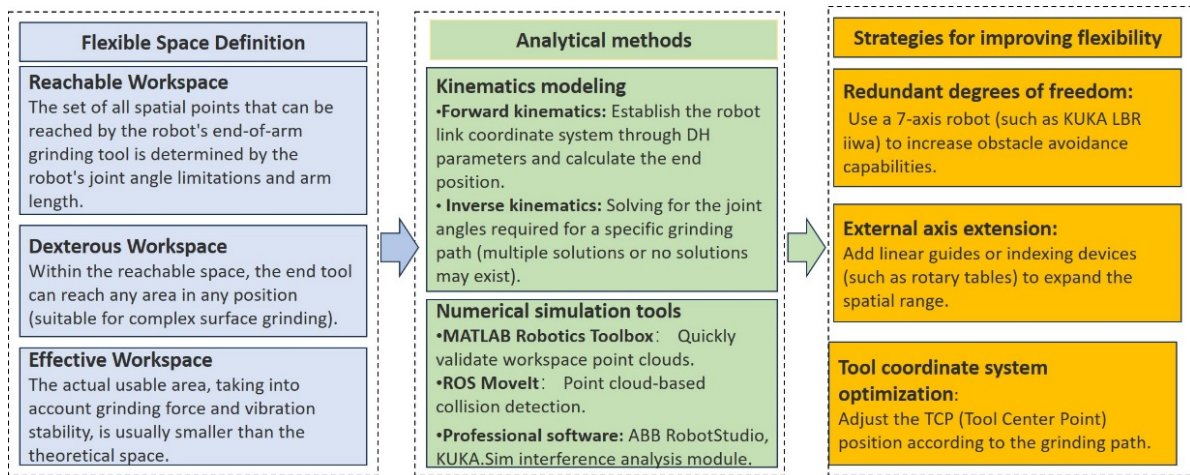 Flexible Space Definition
Reachable Workspace
The set of all spatial points that can be
reached by the robot's end-of-arm
grinding tool is determined by the
robot's joint angle limitations and arm
length.
Dexterous Workspace
Within the reachable space, the end tool
can reach any area in any position
(suitable for complex surface grinding).
Effective Workspace
The actual usable area, taking into
account grinding force and vibration
stability, is usually smaller than the
theoretical space.
Analytical methods
Kinematics modeling
•Forward kinematics: Establish the robot
link coordinate system through DH
parameters and calculate the end
position.
• Inverse kinematics: Solving for the joint
angles required for a specific grinding
path (multiple solutions or no solutions
may exist).
Numerical simulation tools
•MATLAB Robotics Toolbox： Quickly
validate workspace point clouds.
•ROS MoveIt： Point cloud-based
collision detection.
•Professional software: ABB RobotStudio,
KUKA.Sim interference analysis module.
Strategies for improving flexibility
Redundant degrees of freedom:
Use a 7-axis robot (such as KUKA LBR
iiwa) to increase obstacle avoidance
capabilities.
External axis extension:
Add linear guides or indexing devices
(such as rotary tables) to expand the
spatial range.
Tool coordinate system
optimization:
Adjust the TCP (Tool Center Point)
position according to the grinding path.